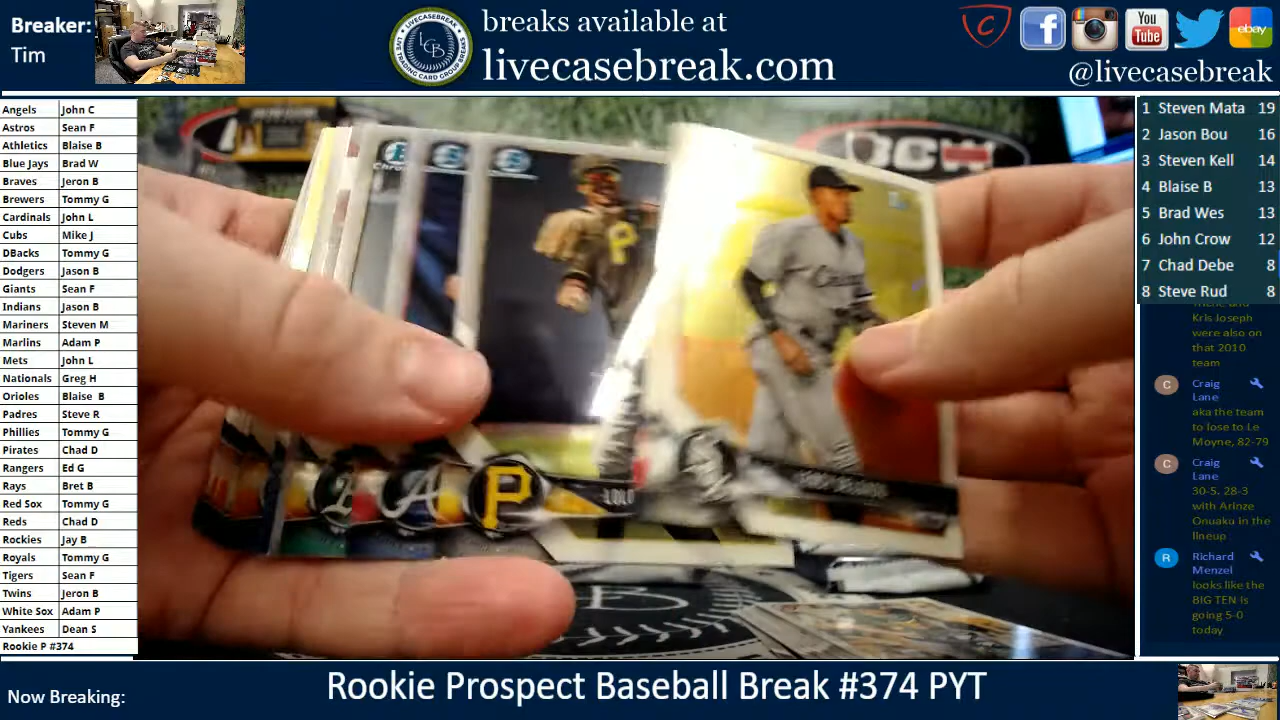 Breaker:
Tim
breaks available at
livecasebreak.com
You
Tube
ebay
@livecasebreak
LCB
Angels John C
Astros Sean F
Athletics Blaise B
Blue Jays Brad W
Braves Jeron B
Brewers Tommy G
Cardinals John L
Cubs Mike J
DBacks Tommy G
Dodgers Jason B
Giants Sean F
Indians Jason B
Mariners Steven M
Marlins Adam P
Mets John L
Nationals Greg H
Orioles Blaise B
Padres Steve R
Phillies Tommy G
Pirates Chad D
Rangers Ed G
Rays Bret B
Red Sox Tommy G
Reds Chad D
Rockies Jay B
Royals Tommy G
Tigers Sean F
Twins Jeron B
White Sox Adam P
Yankees Dean S
Rookie P #374
1 Steven Mata 19
2 Jason Bou 16
3 Steven Kell 14
4 Blaise B 13
5 Brad Wes 13
6 John Crow 12
7 Chad Debe 8
8 Steve Rud 8
Kris Joseph
were also on
that 2010
team
C
Craig
Lane
aka the team
to lose to Le
Moyne, 82-79
C
Craig
Lane
30-5. 28-3
with Arinze
Onuaku in the
lineup
R
Richard
Menzel
looks like the
BIG TEN is
going 5-0
today
P
A
P
Now Breaking:
Rookie Prospect Baseball Break #374 PYT